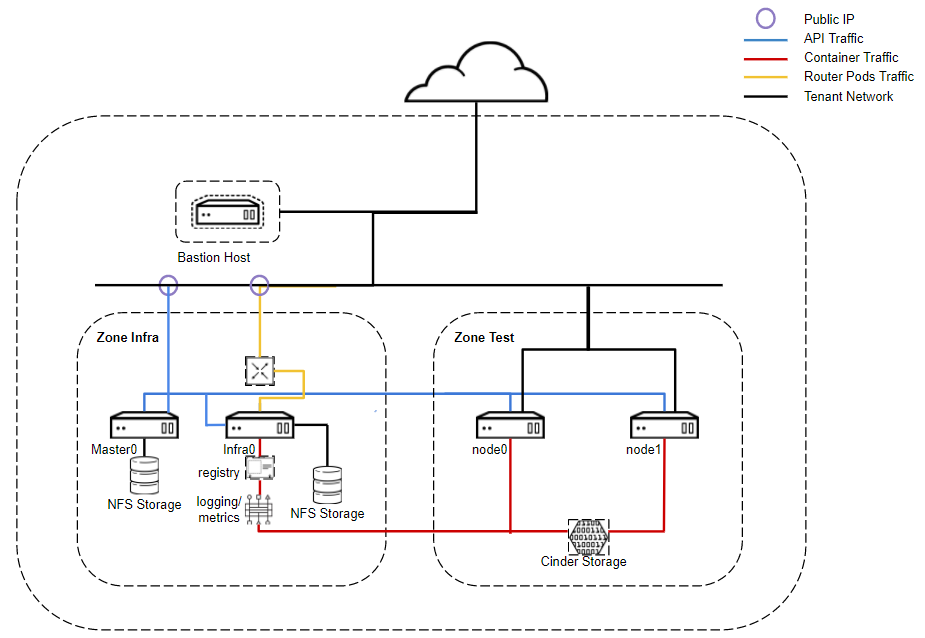 Public IP
API Traffic
Container Traffic
Router Pods Traffic
Tenant Network
Bastion Host
Zone Infra
Zone Test
Master0
Infra0
node0
node1
registry
NFS Storage
logging/
metrics
NFS Storage
Cinder Storage